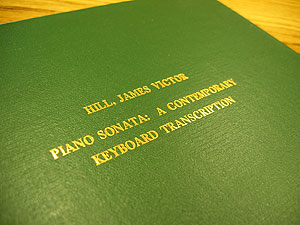 HILL, JAMES VICTOR
PIANO SONATA: A CONTEMPORARY
KEYBOARD TRANSCRIPTION